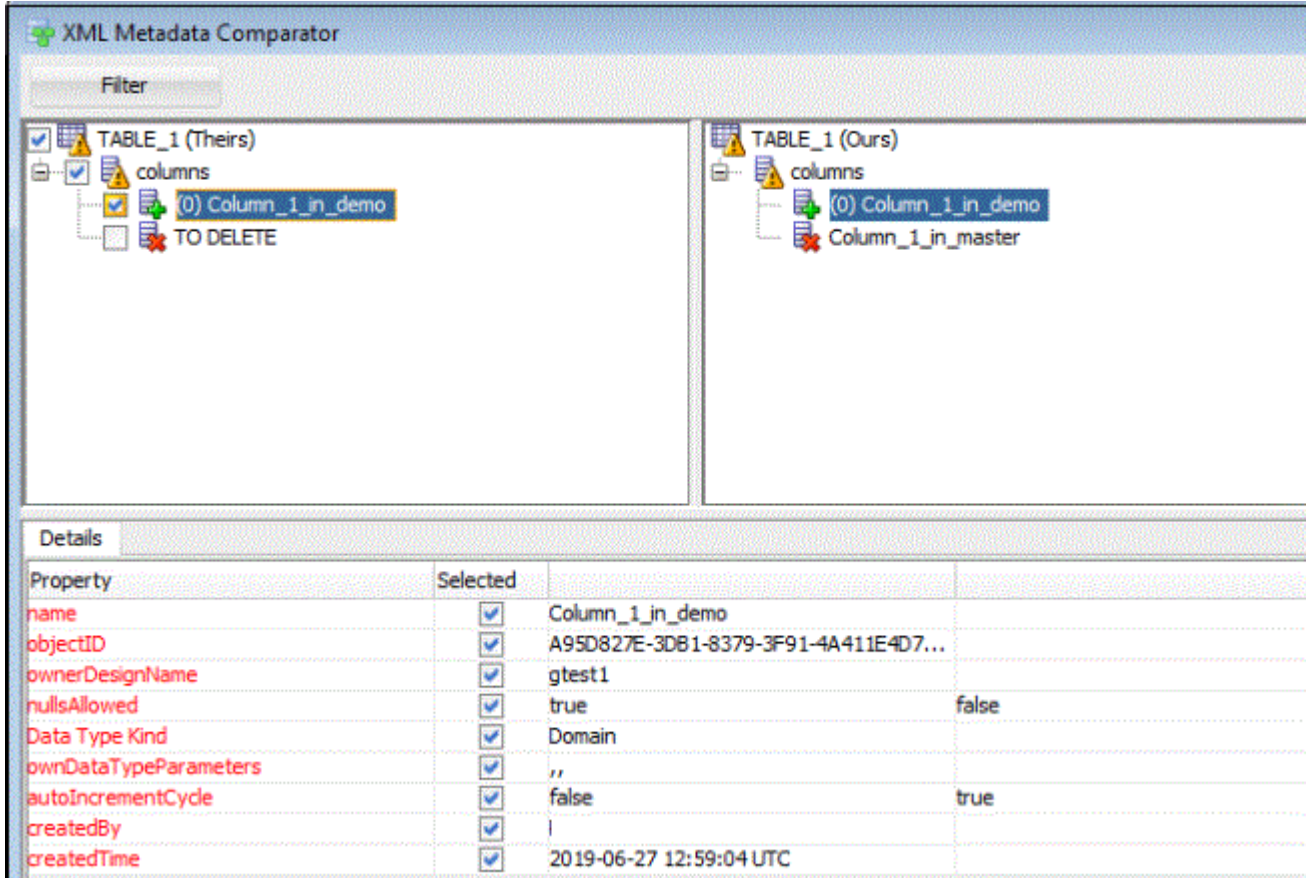 XML Metadata Comparator
Filter
TABLE_1 (Theirs)
columns
(0) Column_1_in_demo
TO DELETE
TABLE_1 (Ours)
columns
(0) Column_1_in_demo
Column_1_in_master
Details
Property Selected
name Column_1_in_demo
objectID A95D827E-3DB1-8379-3F91-4A411E4D7...
ownerDesignName gtest1
nullsAllowed true false
Data Type Kind Domain
ownDataTypeParameters ,,
autoIncrementCycle false true
createdBy
createdTime 2019-06-27 12:59:04 UTC